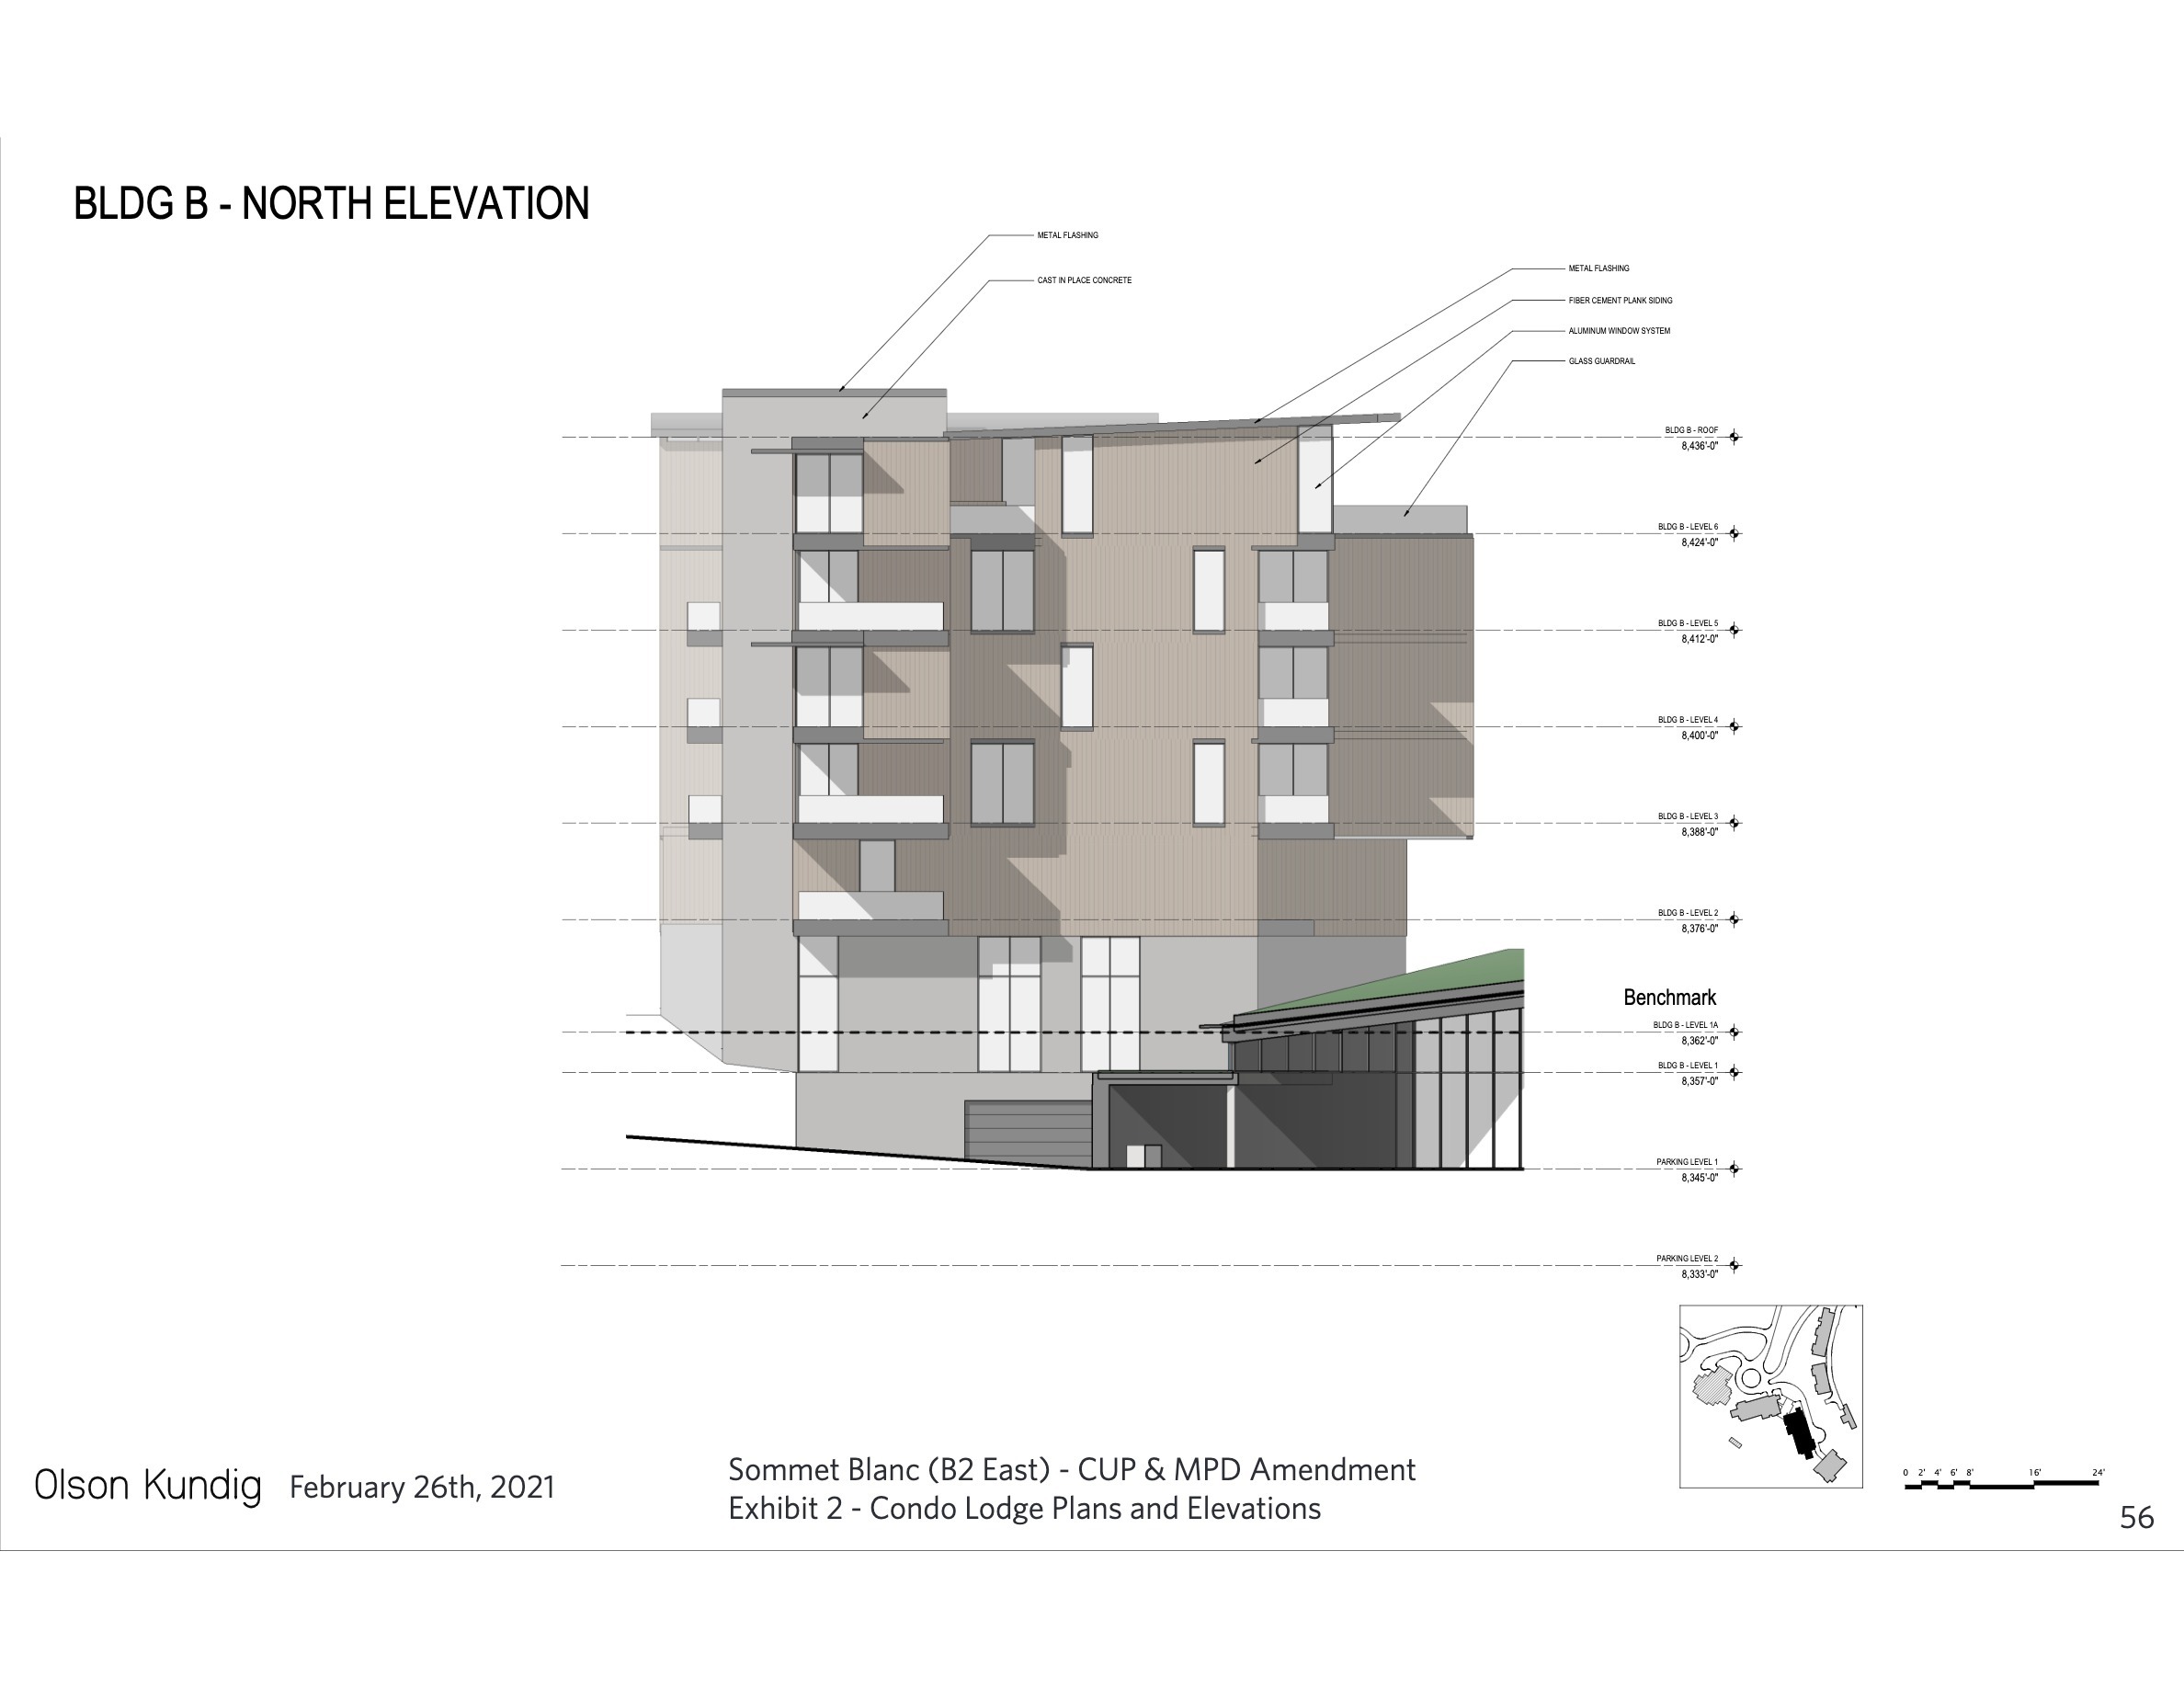 BLDG B - NORTH ELEVATION
METAL FLASHING
CAST IN PLACE CONCRETE
METAL FLASHING
FIBER CEMENT PLANK SIDING
ALUMINUM WINDOW SYSTEM
GLASS GUARDRAIL
BLDG B - ROOF
8,436'-0"
BLDG B - LEVEL 6
8,424'-0"
BLDG B - LEVEL 5
8,412'-0"
BLDG B - LEVEL 4
8,400'-0"
BLDG B - LEVEL 3
8,388'-0"
BLDG B - LEVEL 2
8,376'-0"
Benchmark
BLDG B - LEVEL 1A
8,362'-0"
BLDG B - LEVEL 1
8,357'-0"
PARKING LEVEL 1
8,345'-0"
PARKING LEVEL 2
8,333'-0"
0 2' 4' 6' 8' 16' 24'
Olson Kundig February 26th, 2021
Sommet Blanc (B2 East) - CUP & MPD Amendment
Exhibit 2 - Condo Lodge Plans and Elevations
56